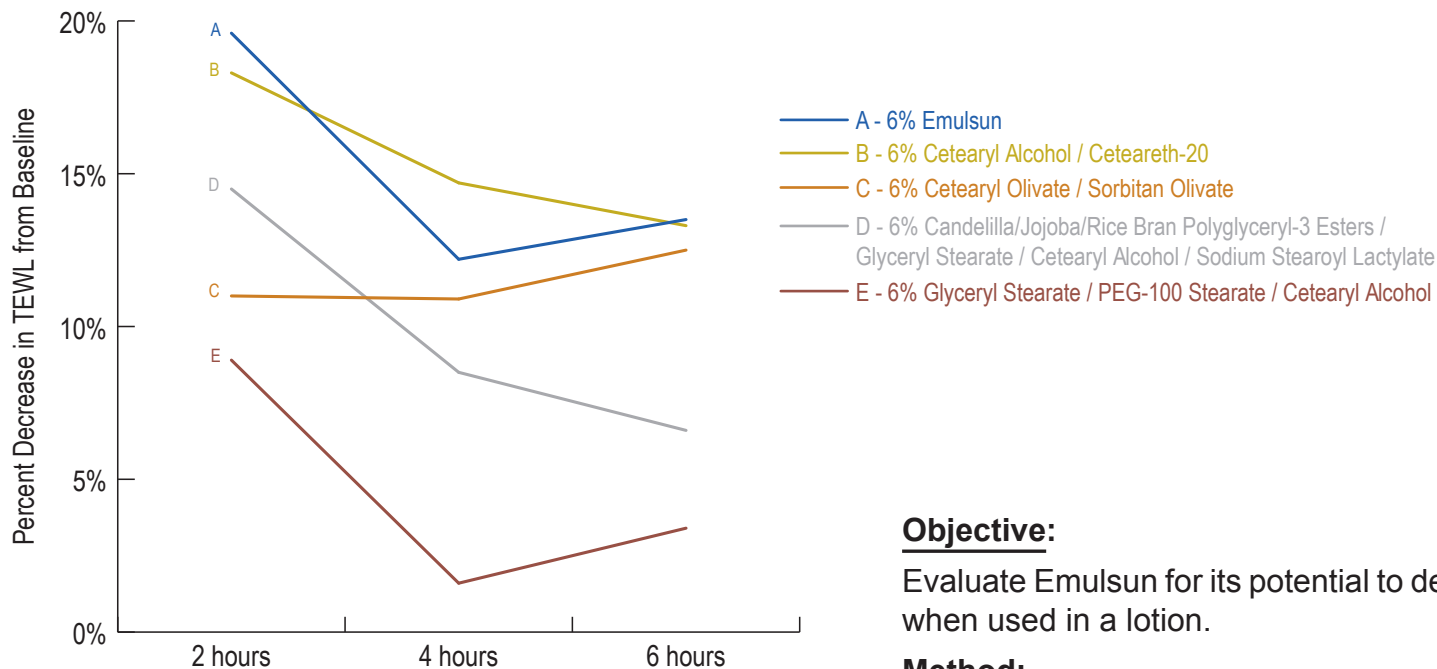 Percent Decrease in TEWL from Baseline
20%
15%
10%
5%
0%
A
B
D
C
E
2 hours
4 hours
6 hours
A - 6% Emulsun
B - 6% Cetearyl Alcohol / Ceteareth-20
C - 6% Cetearyl Olivate / Sorbitan Olivate
D - 6% Candelilla/Jojoba/Rice Bran Polyglyceryl-3 Esters /
Glyceryl Stearate / Cetearyl Alcohol / Sodium Stearoyl Lactylate
E - 6% Glyceryl Stearate / PEG-100 Stearate / Cetearyl Alcohol
Objective:
Evaluate Emulsun for its potential to de
when used in a lotion.
Method: